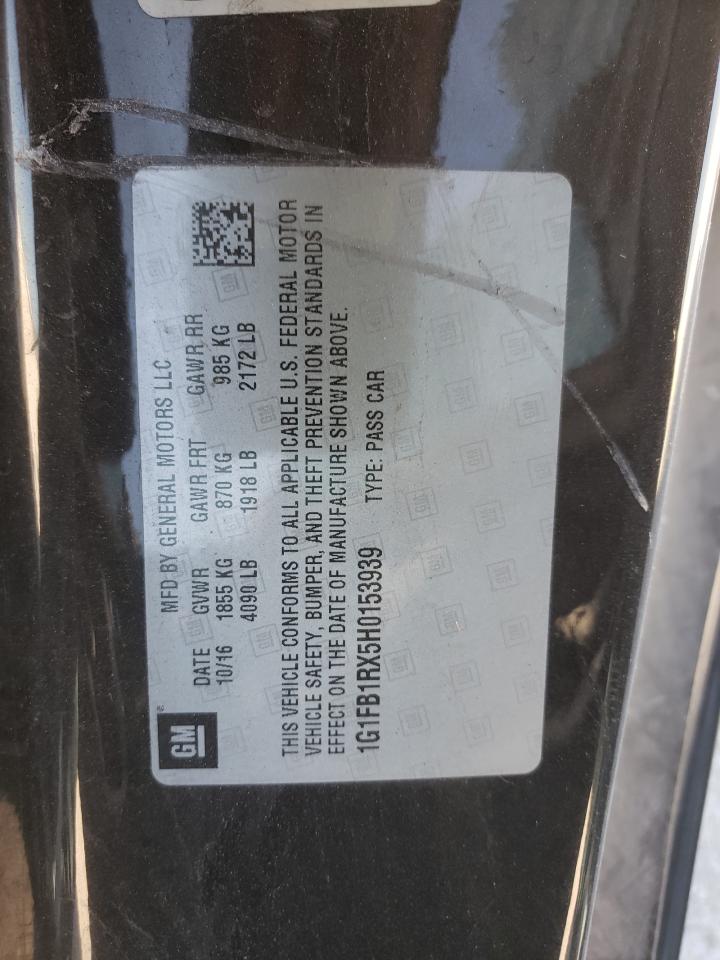 GM
MFD BY GENERAL MOTORS LLC
DATE GVWR GAWR FRT GAWR RR
10/16 1855 KG 870 KG 985 KG
4090 LB 1918 LB 2172 LB
THIS VEHICLE CONFORMS TO ALL APPLICABLE U.S. FEDERAL MOTOR
VEHICLE SAFETY, BUMPER, AND THEFT PREVENTION STANDARDS IN
EFFECT ON THE DATE OF MANUFACTURE SHOWN ABOVE.
1G1FB1RX5H0153939 TYPE: PASS CAR